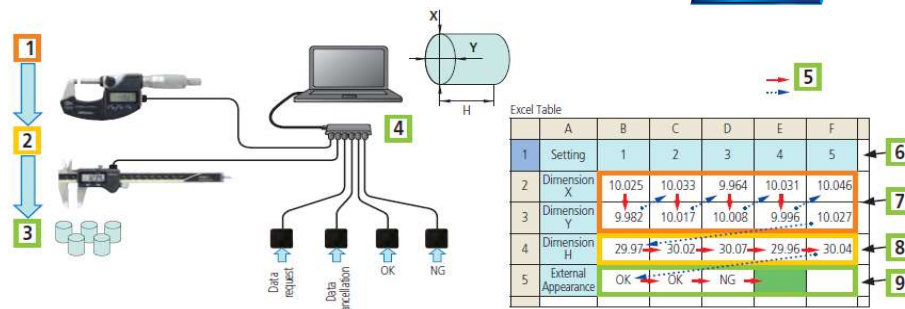 1
2
3
4
X
Y
H
Data
request
Data
cancellation
OK
NG
5
Excel Table
A B C D E F
1 Setting 1 2 3 4 5
6
2 Dimension X 10.025 10.033 9.964 10.031 10.046
7
3 Dimension Y 9.982 10.017 10.008 9.996 10.027
4 Dimension H 29.97 30.02 30.07 29.96 30.04
8
5 External Appearance OK OK NG
9